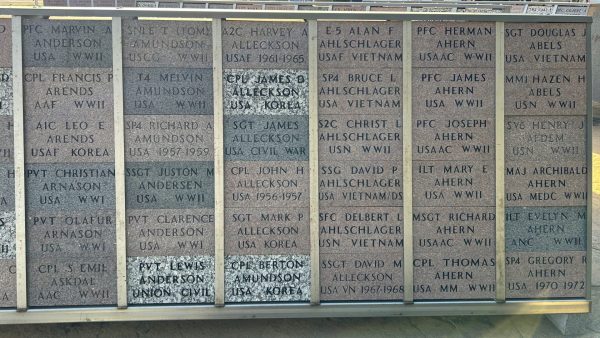 PFC MARVIN A
ANDERSON
USAF WWII
CPL FRANCIS P
ARENDS
AAF WWII
A1C LEO E
ARENDS
USAF KOREA
PVT CHRISTIAN
ARNASON
USA WWI
PVT OLAFUR
ARNASON
USA WWI
CPL S EMIL
ASKDAL
AAC WWII
(TOM)
AMUNDSON
USCG WWII
T4 MELVIN
AMUNDSON
USA WWII
SP4 RICHARD A
AMUNDSON
USA 1957-1959
SSGT JUSTON M
ANDERSEN
USA WWII
PVT CLARENCE
ANDERSON
USA WWI
PVT LEWIS
ANDERSON
UNION CIVIL
A2C HARVEY A
ALLECKSON
USAF 1961-1965
CPL JAMES D
ALLECKSON
USA KOREA
SGT JAMES
ALLECKSON
USA CIVIL WAR
CPL JOHN H
ALLECKSON
USA 1956-1957
SGT MARK P
ALLECKSON
USA KOREA
CPL BERTON
AMUNDSON
USA KOREA
E-5 ALAN F
AHLSCHLAGER
USAF VIETNAM
SP4 BRUCE L
AHLSCHLAGER
USA VIETNAM
S2C CHRIST L
AHLSCHLAGER
USN WWII
SSG DAVID P
AHLSCHLAGER
USA VIETNAM/DS
SFC DELBERT L
AHLSCHLAGER
USN VIETNAM
SSGT DAVID M
ALLECKSON
USA VN 1967-1968
PFC HERMAN
AHERN
USAAC WWII
PFC JAMES
AHERN
USA WWII
PFC JOSEPH
AHERN
USAAC WWII
1LT MARY E
AHERN
USA WWII
MSGT RICHARD
AHERN
USAAC WWII
CPL THOMAS
AHERN
USA MM WWII
SGT DOUGLAS J
ABELS
USA VIETNAM
MM1 HAZEN H
ABELS
USN WWII
HENRY J
USN WWII
MAJ ARCHIBALD
AHERN
USA MEDC WWII
1LT EVELYN M
AHERN
ANC WWII
SP4 GREGORY R
AHERN
USA 1970-1972